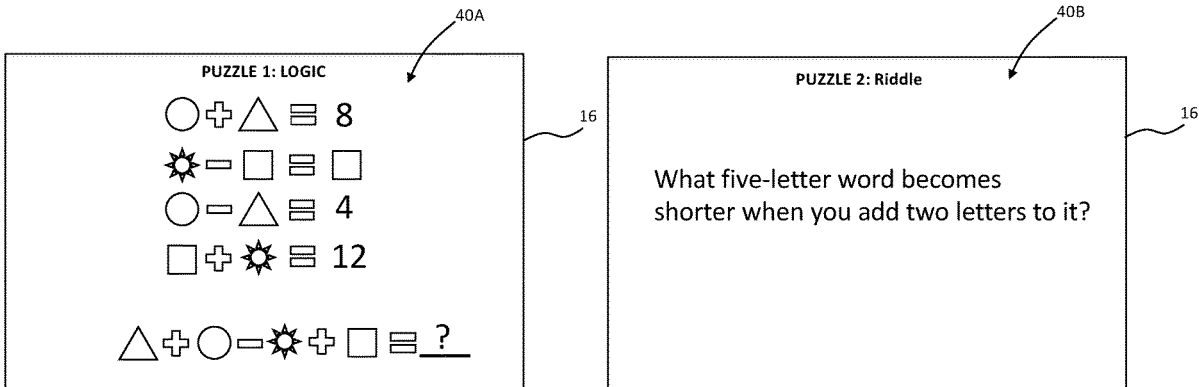 40A
PUZZLE 1: LOGIC
○ + △ = 8
16
☼ − □ = □
○ − △ = 4
□ + ☼ = 12
△ + ○ − ☼ + □ = ?
40B
PUZZLE 2: Riddle
16
What five-letter word becomes
shorter when you add two letters to it?